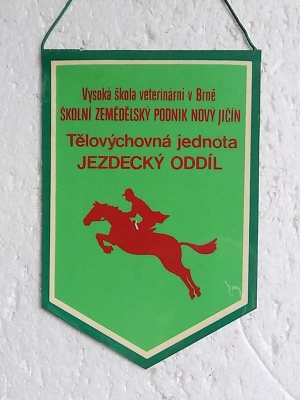 Vysoká škola veterinární v Brně
ŠKOLNÍ ZEMĚDĚLSKÝ PODNIK NOVÝ JIČÍN
Tělovýchovná jednota
JEZDECKÝ ODDÍL